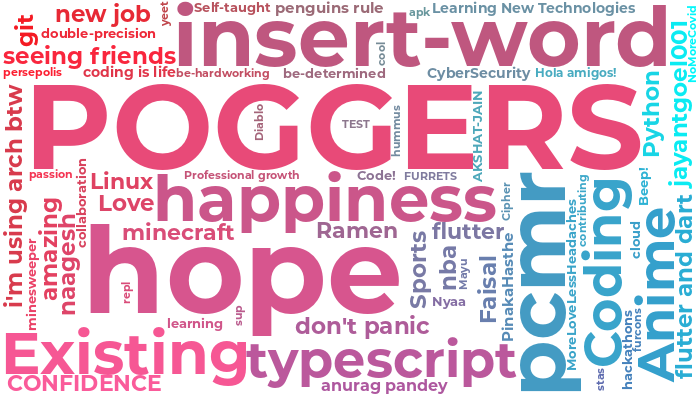 git
new job
yeet
Self-taught
penguins rule
apk
Learning New Technologies
double-precision
insert-word
seeing friends
cool
persepolis
coding is life
be-hardworking
be-determined
CyberSecurity
Hola amigos!
NoMoreCovid
jayantgoel001
POGGERS
Diablo
TEST
hummus
AKSHAT-JAIN
Python
i'm using arch btw
passion
collaboration
Professional growth
Code!
FURRETS
Linux
Love
happiness
Cipher
pcmr
contributing
Beep!
amazing
naagesh
minecraft
Ramen
flutter
minesweeper
hope
repl
sup
Sports
nba
Mayu
Nyaa
Faisal
PinakaHasthe
MoreLoveLessHeadaches
Coding
cloud
Anime
flutter and dart
learning
don't panic
Existing
typescript
CONFIDENCE
anurag pandey
stas
hackathons
furcons